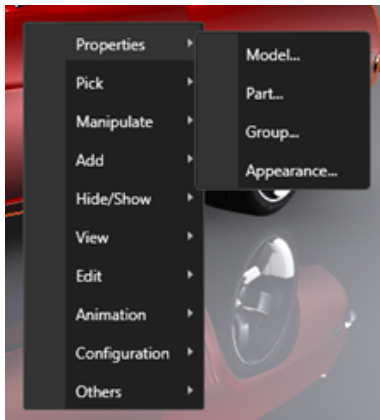 Properties
Pick
Manipulate
Add
Hide/Show
View
Edit
Animation
Configuration
Others
Model...
Part...
Group...
Appearance...